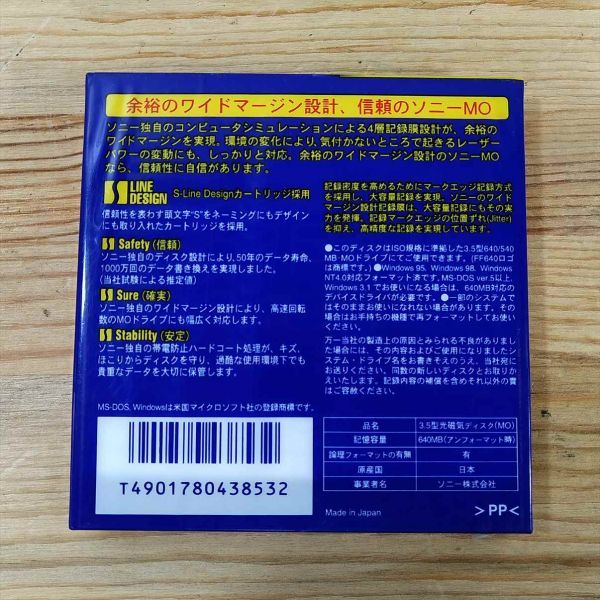 余裕のワイドマージン設計、信頼のソニーMO
ソニー独自のコンピュータシミュレーションによる4層記録膜設計が、余裕の
ワイドマージンを実現。環境の変化により、気付かないところで起きるレーザー
パワーの変動にも、しっかりと対応。余裕のワイドマージン設計のソニーMO
なら、信頼性に自信があります。
S LINE DESIGN S-Line Designカートリッジ採用
信頼性を表わす頭文字"S"をネーミングにもデザイン
にも取り入れたカートリッジを採用。
S Safety(信頼)
ソニー独自のディスク設計により、50年のデータ寿命、
1000万回のデータ書き換えを実現しました。
(当社試験による推定値)
S Sure(確実)
ソニー独自のワイドマージン設計により、高速回転
数のMOドライブにも幅広く対応します。
S Stability(安定)
ソニー独自の帯電防止ハードコート処理が、キズ、
ほこりからディスクを守り、過酷な使用環境下でも
貴重なデータを大切に保管します。
MS-DOS、Windowsは米国マイクロソフト社の登録商標です。
T4901780438532
記録密度を高めるためにマークエッジ記録方式
を採用し、大容量記録を実現。ソニーのワイドマー
ジン設計記録膜は、大容量記録にもその実力
を発揮。記録マークエッジの位置ずれ(Jitter)
を抑え、高精度な記録を実現しています。
●このディスクはISO規格に準拠した3.5型640/540
MB・MOドライブにてご使用になれます。(FF640ロゴ
は商標です。)●Windows 95、Windows 98、Windows
NT4.0対応フォーマット済です。MS-DOS ver.5以上、
Windows 3.1でお使いになる場合は、640MB対応の
デバイスドライバが必要です。●一部のシステムで
はそのままお使いになれない場合があります。その
場合はお手持ちの機種で再フォーマットしてお使い
ください。
万一当社の製造上の原因とみられる不良がありまし
た場合には、その内容およびご使用になりましたシス
テム・ドライブ名をお書きそえのうえ、当社宛に
お送りください。同数の新しいディスクとお取りか
えいたします。記録内容の補償を含めそれ以外の責
はご容赦ください。
品名 3.5型光磁気ディスク(MO)
記憶容量 640MB(アンフォーマット時)
論理フォーマットの有無 有
原産国 日本
事業者名 ソニー株式会社
Made in Japan
>PP<